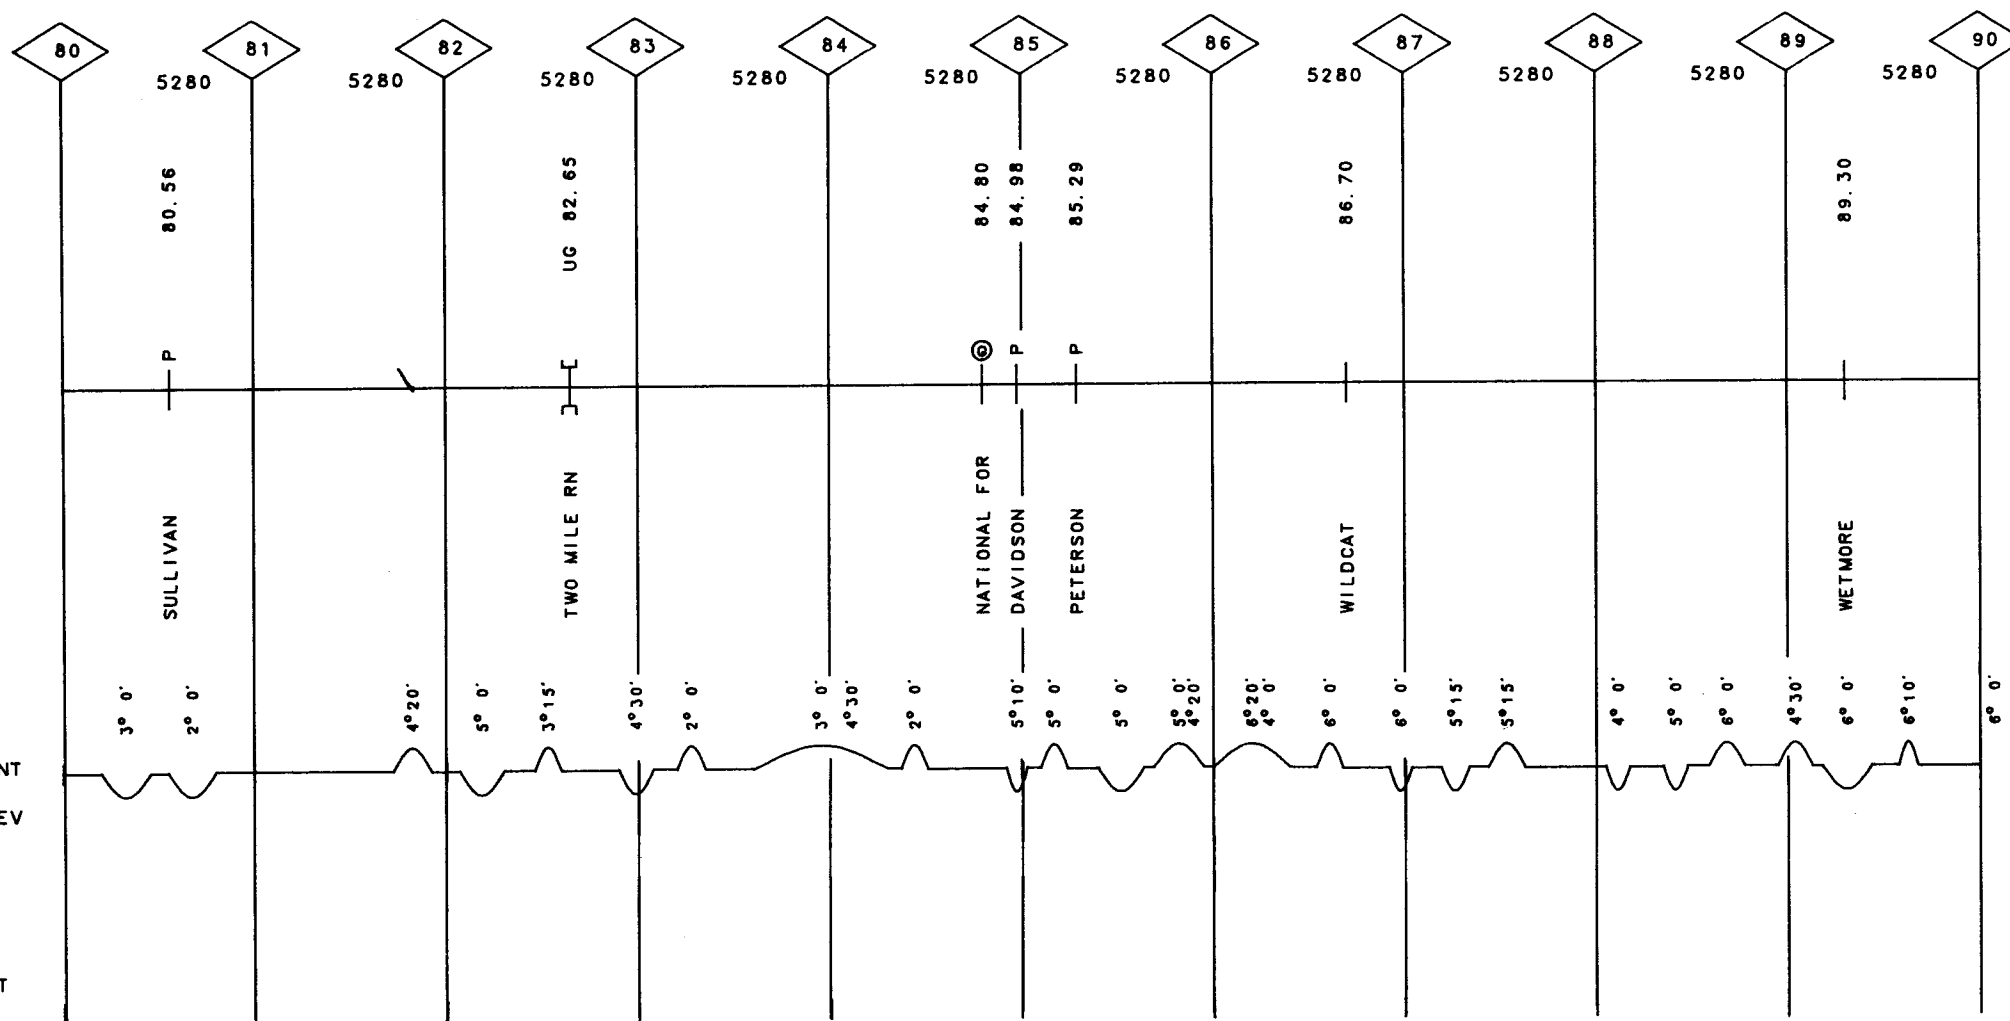 80 81 82 83 84 85 86 87 88 89 90
5280 5280 5280 5280 5280 5280 5280 5280 5280 5280
80.56
UG 82.65
84.80
84.98
85.29
86.70
89.30
P
P
P
SULLIVAN
TWO MILE RN
NATIONAL FOR
DAVIDSON
PETERSON
WILDCAT
WETMORE
3° 0'
2° 0'
4°20'
5° 0'
3°15'
4°30'
2° 0'
3° 0'
4°30'
2° 0'
5°10'
5° 0'
5° 0'
5° 0'
4°20'
6°20'
4° 0'
6° 0'
6° 0'
5°15'
5°15'
4° 0'
5° 0'
6° 0'
4°30'
6° 0'
6°10'
6° 0'
NT
EV
T